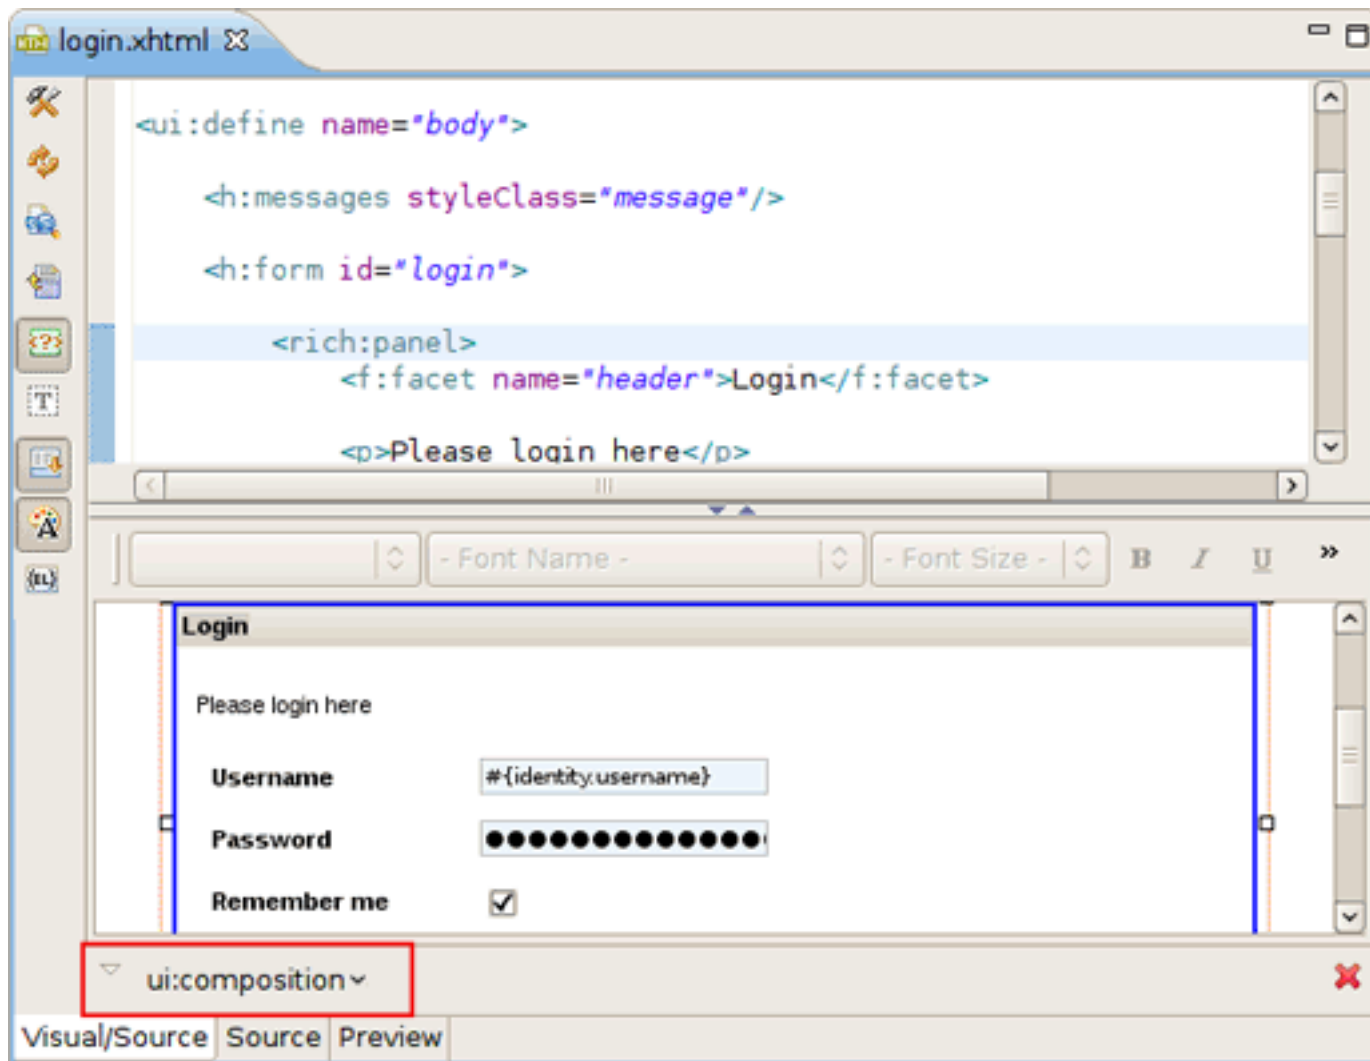 login.xhtml
<ui:define name="body">
<h:messages styleClass="message"/>
<h:form id="login">
<rich:panel>
<f:facet name="header">Login</f:facet>
<p>Please login here</p>
- Font Name -
- Font Size -
B I U »
Login
Please login here
Username #{identity.username}
Password
Remember me
ui:composition
Visual/Source Source Preview